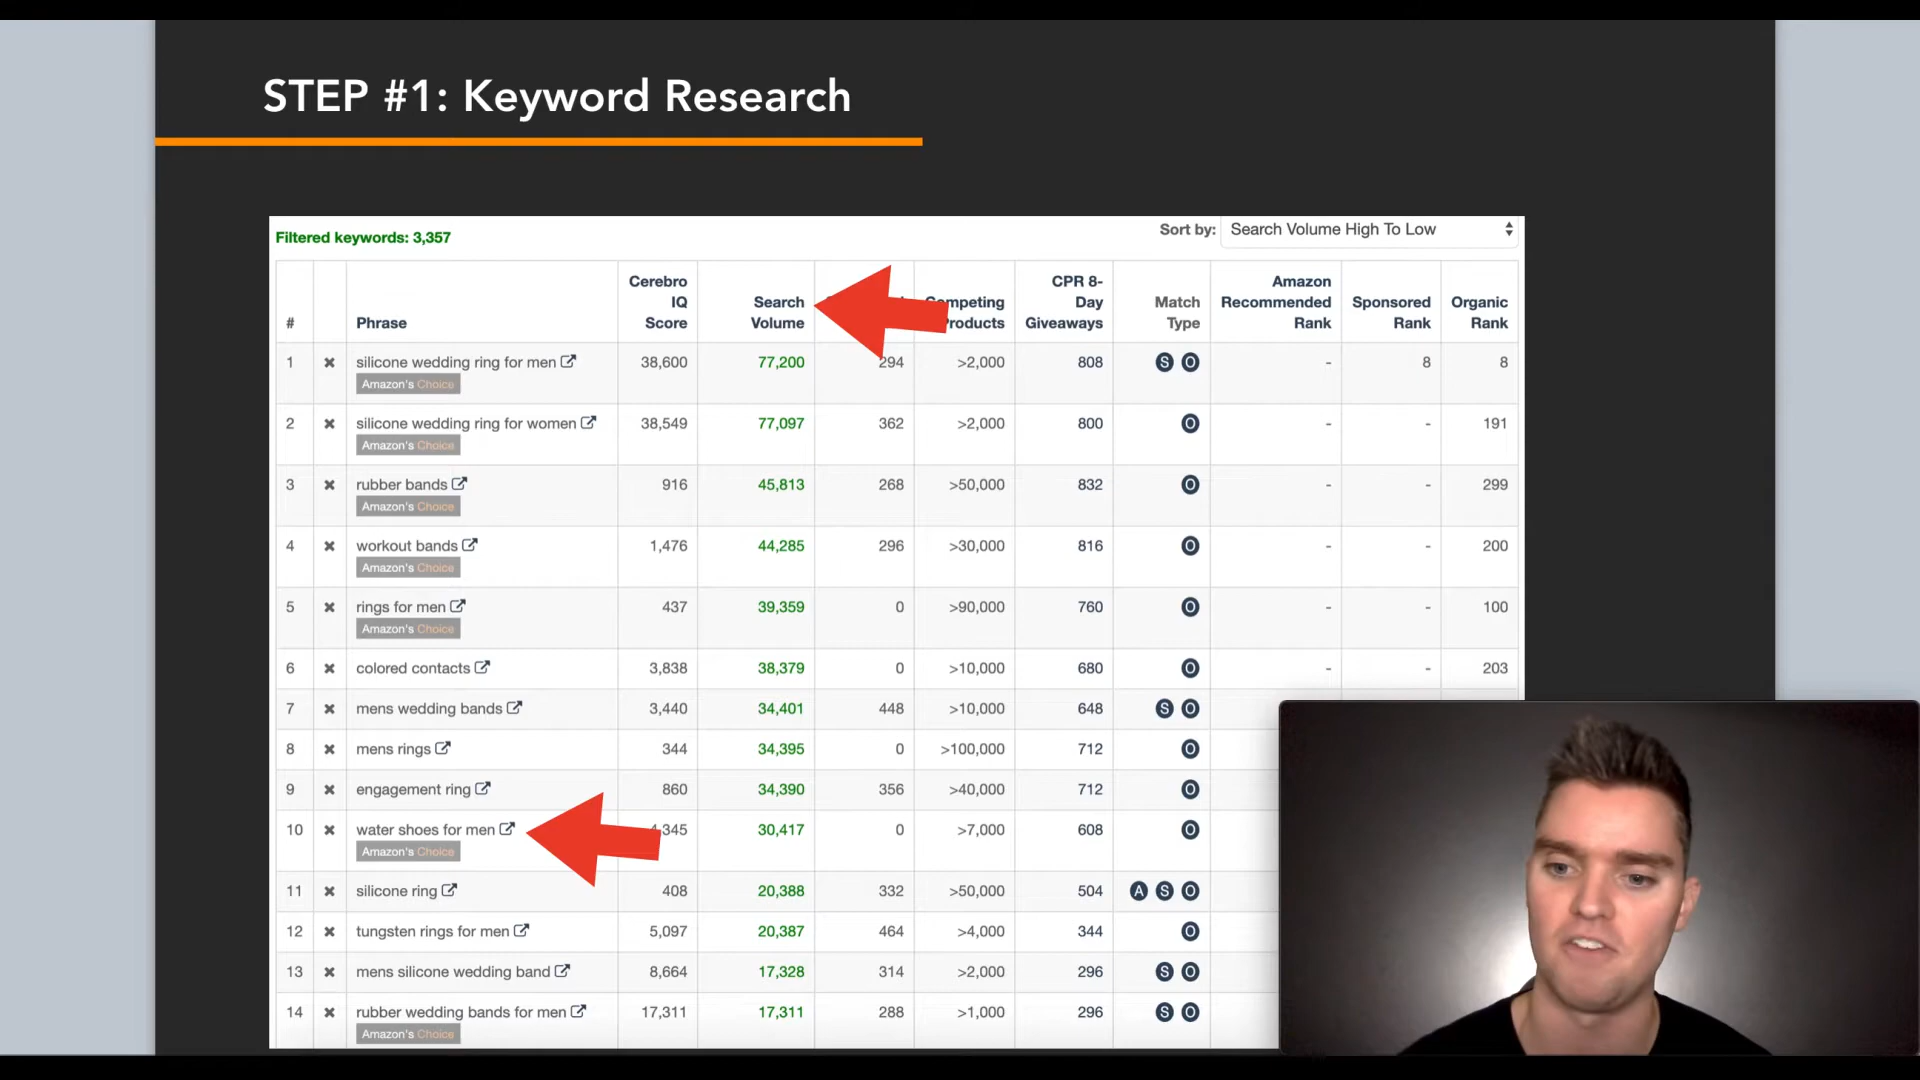 STEP #1: Keyword Research
Filtered keywords: 3,357
Sort by: Search Volume High To Low
# Phrase Cerebro IQ Score Search Volume Competing Products CPR 8-Day Giveaways Match Type Amazon Recommended Rank Sponsored Rank Organic Rank
1 silicone wedding ring for men 38,600 77,200 294 >2,000 808 S O - 8 8
Amazon's Choice
2 silicone wedding ring for women 38,549 77,097 362 >2,000 800 O - - 191
Amazon's Choice
3 rubber bands 916 45,813 268 >50,000 832 O - - 299
Amazon's Choice
4 workout bands 1,476 44,285 296 >30,000 816 O - - 200
Amazon's Choice
5 rings for men 437 39,359 0 >90,000 760 O - - 100
Amazon's Choice
6 colored contacts 3,838 38,379 0 >10,000 680 O - - 203
7 mens wedding bands 3,440 34,401 448 >10,000 648 S O
8 mens rings 344 34,395 0 >100,000 712 O
9 engagement ring 860 34,390 356 >40,000 712 O
10 water shoes for men 4,345 30,417 0 >7,000 608 O
Amazon's Choice
11 silicone ring 408 20,388 332 >50,000 504 A S O
12 tungsten rings for men 5,097 20,387 464 >4,000 344 O
13 mens silicone wedding band 8,664 17,328 314 >2,000 296 S O
14 rubber wedding bands for men 17,311 17,311 288 >1,000 296 S O
Amazon's Choice